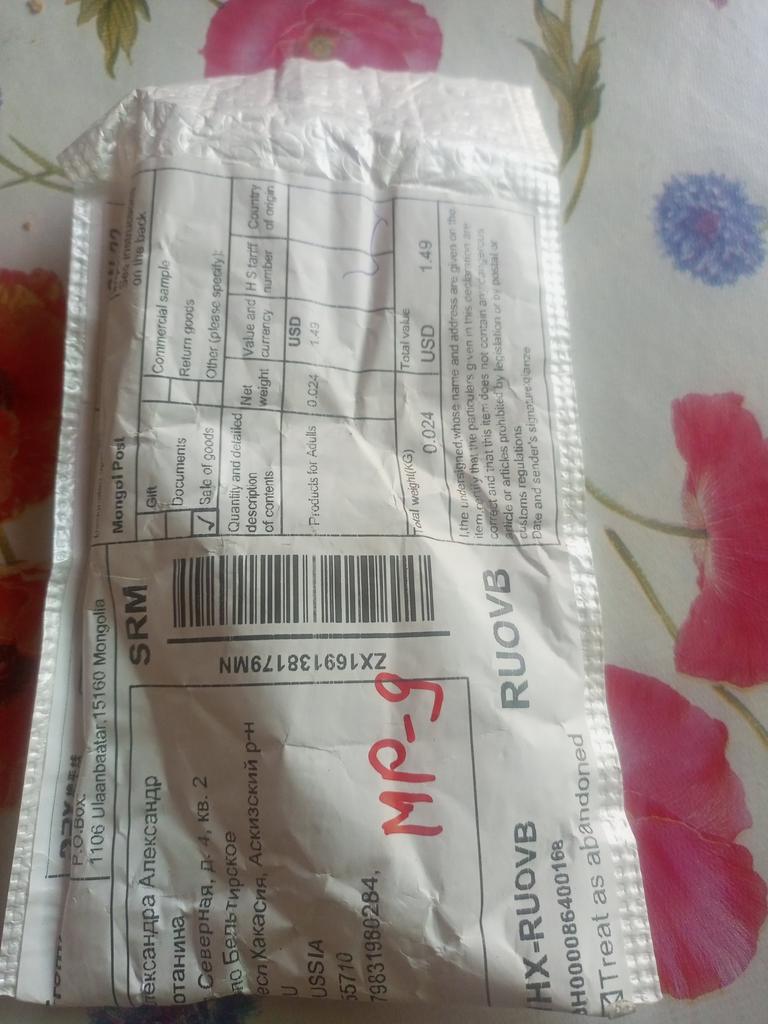 P.O.Box:
1106 Ulaanbaatar,15160 Mongolia
on the back
SRM
Mongol Post
Gift
Commercial sample
Documents
Return goods
✓ Sale of goods
Other (please specify):
Quantity and detailed description of contents
Net weight
Value and currency
H S tariff number
Country of origin
USD
Products for Adults 0.024 1.49
Total weight(KG)
Total value
0.024
USD 1.49
I,the undersigned,whose name and address are given on the
item,certify that the particulars given in this declaration are
correct and that this item does not contain any dangerous
article or articles prohibited by legislation or by postal or
customs regulations
Date and sender's signature:qianze
ZX169138179MN
лександра Александр
отанина,
Северная, д. 4, кв. 2
ло Бельтирское
есп Хакасия, Аскизский р-н
U
USSIA
55710
79831980284,
MP-9
HX-RUOVB
RUOVB
H000086400168
Treat as abandoned